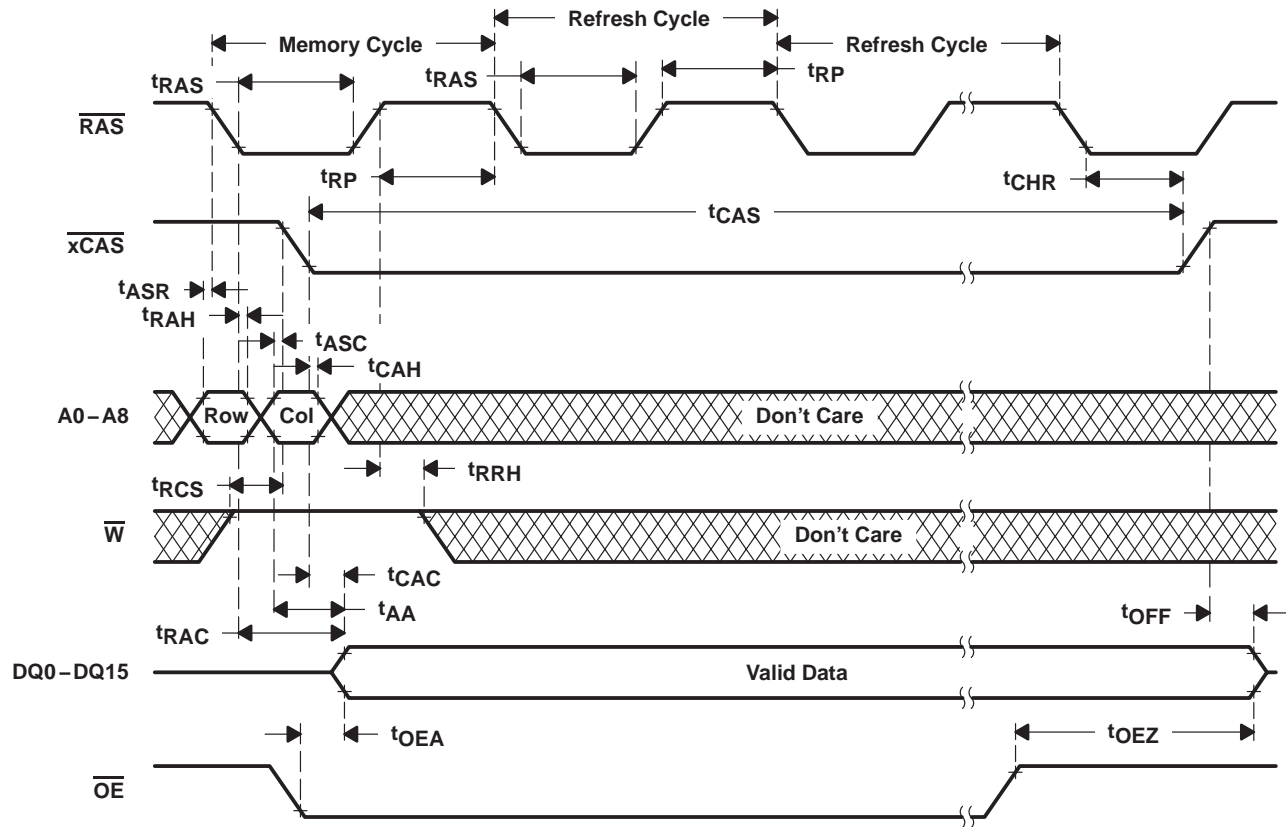 Refresh Cycle
Memory Cycle
Refresh Cycle
tRAS
tRAS
tRP
RAS
tRP
tCHR
tCAS
xCAS
tASR
tRAH
tASC
tCAH
A0–A8
Row
Col
Don't Care
tRRH
tRCS
W
Don't Care
tCAC
tAA
tOFF
tRAC
DQ0–DQ15
Valid Data
tOEA
tOEZ
OE